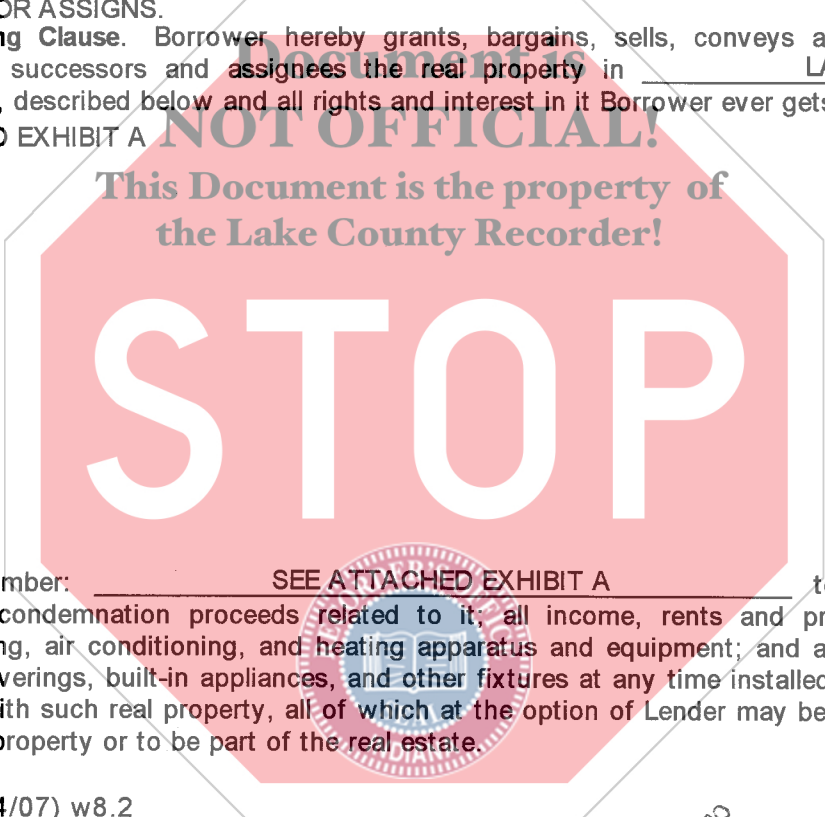 OR ASSIGNS.
ng Clause. Borrower hereby grants, bargains, sells, conveys a
successors and assignees the real property in LA
, described below and all rights and interest in it Borrower ever gets
EXHIBIT A
Document is
NOT OFFICIAL!
This Document is the property of
the Lake County Recorder!
STOP
mber: SEE ATTACHED EXHIBIT A t
condemnation proceeds related to it; all income, rents and pr
ng, air conditioning, and heating apparatus and equipment; and a
verings, built-in appliances, and other fixtures at any time installed
ith such real property, all of which at the option of Lender may be
property or to be part of the real estate.
RECORDER'S OFFICE
INDIANA
4/07) w8.2